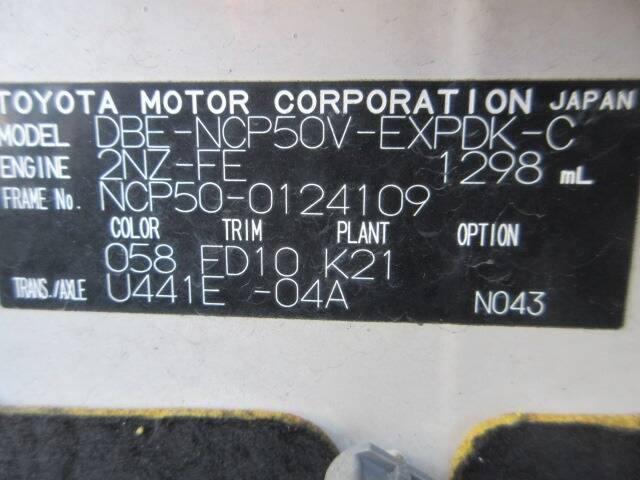 TOYOTA MOTOR CORPORATION JAPAN
MODEL DBE-NCP50V-EXPDK-C
ENGINE 2NZ-FE 1298 mL
FRAME No. NCP50-0124109
COLOR TRIM PLANT OPTION
058 FD10 K21
TRANS./AXLE U441E -04A N043